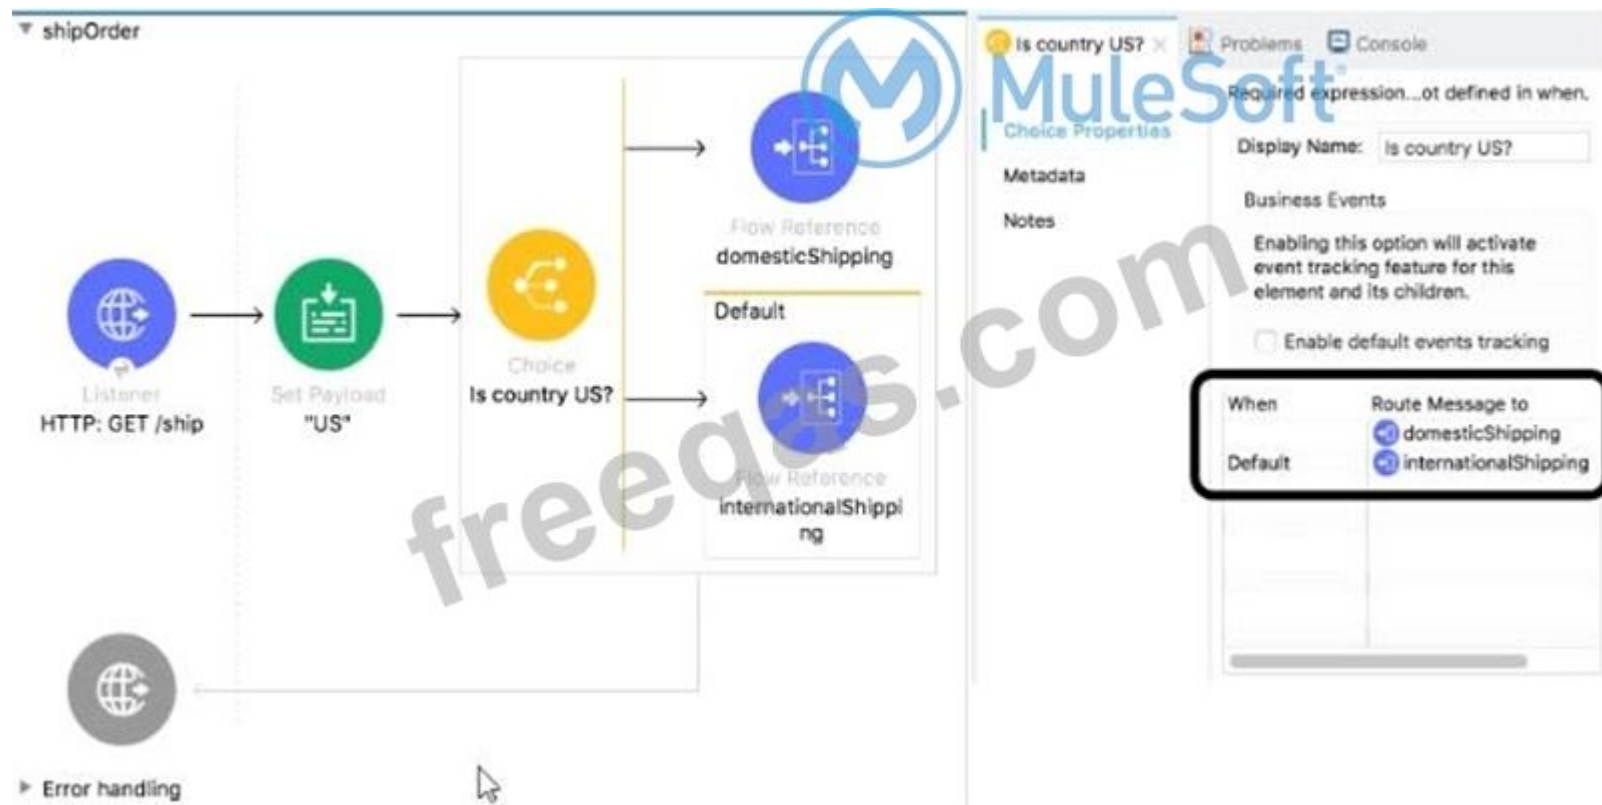 shipOrder
Listener
HTTP: GET /ship
Set Payload
"US"
Choice
Is country US?
Flow Reference
domesticShipping
Default
Flow Reference
internationalShippi
ng
Error handling
MuleSoft
freeqas.com
Is country US?
Problems
Console
Required expression...ot defined in when.
Choice Properties
Metadata
Notes
Display Name:
Is country US?
Business Events
Enabling this option will activate
event tracking feature for this
element and its children.
Enable default events tracking
When Route Message to
domesticShipping
Default internationalShipping